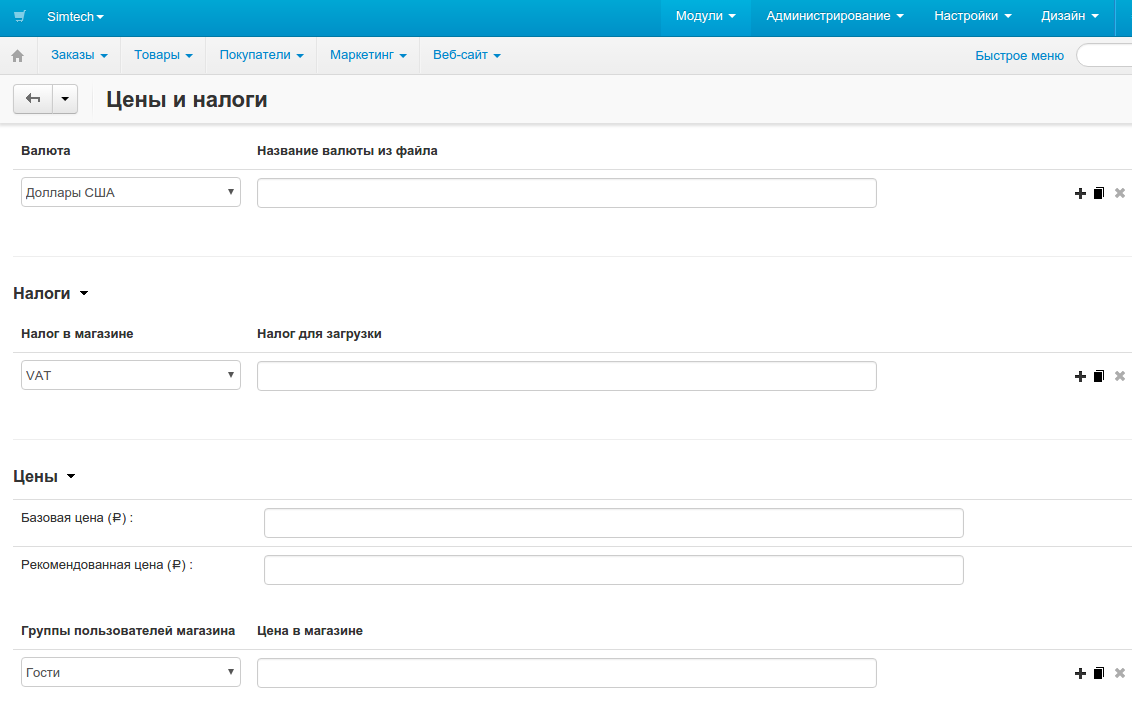 Simtech Модули Администрирование Настройки Дизайн
Заказы Товары Покупатели Маркетинг Веб-сайт Быстрое меню
Цены и налоги
Валюта Название валюты из файла
Доллары США
Налоги
Налог в магазине Налог для загрузки
VAT
Цены
Базовая цена (₽) :
Рекомендованная цена (₽) :
Группы пользователей магазина Цена в магазине
Гости